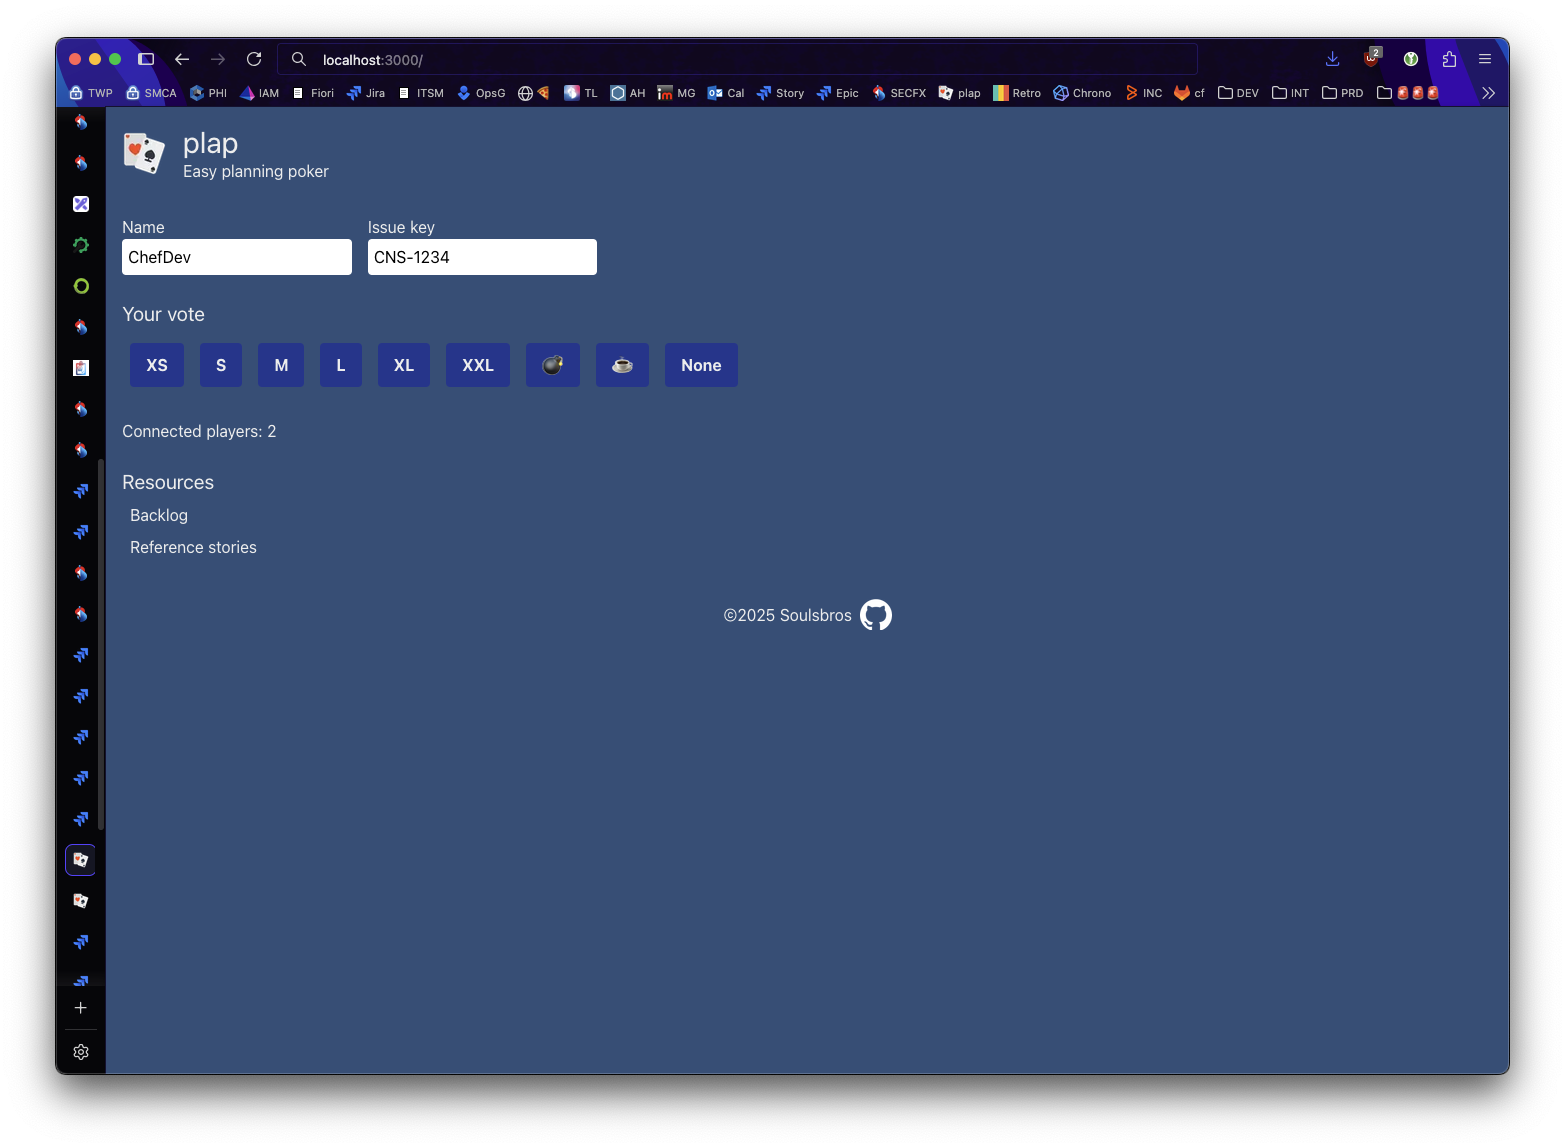 localhost:3000/
2
TWP SMCA PHI IAM Fiori Jira ITSM OpsG TL AH MG Cal Story Epic SECFX plap Retro Chrono INC cf DEV INT PRD
plap
Easy planning poker
Name Issue key
ChefDev CNS-1234
Your vote
XS S M L XL XXL None
Connected players: 2
Resources
Backlog
Reference stories
©2025 Soulsbros